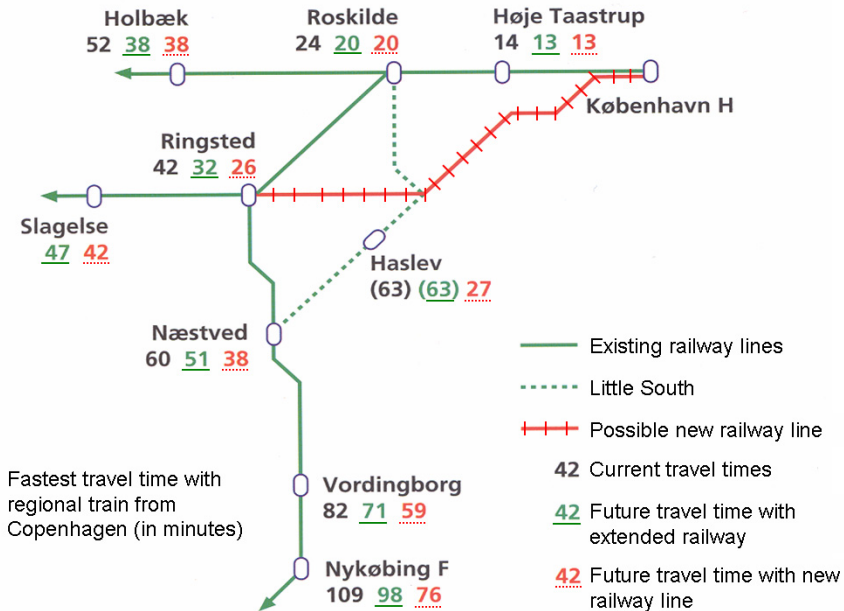 Holbæk
52 38 38
Roskilde
24 20 20
Høje Taastrup
14 13 13
København H
Ringsted
42 32 26
Slagelse
47 42
Haslev
(63) (63) 27
Næstved
60 51 38
Existing railway lines
Little South
Possible new railway line
42 Current travel times
42 Future travel time with
extended railway
42 Future travel time with new
railway line
Fastest travel time with
regional train from
Copenhagen (in minutes)
Vordingborg
82 71 59
Nykøbing F
109 98 76